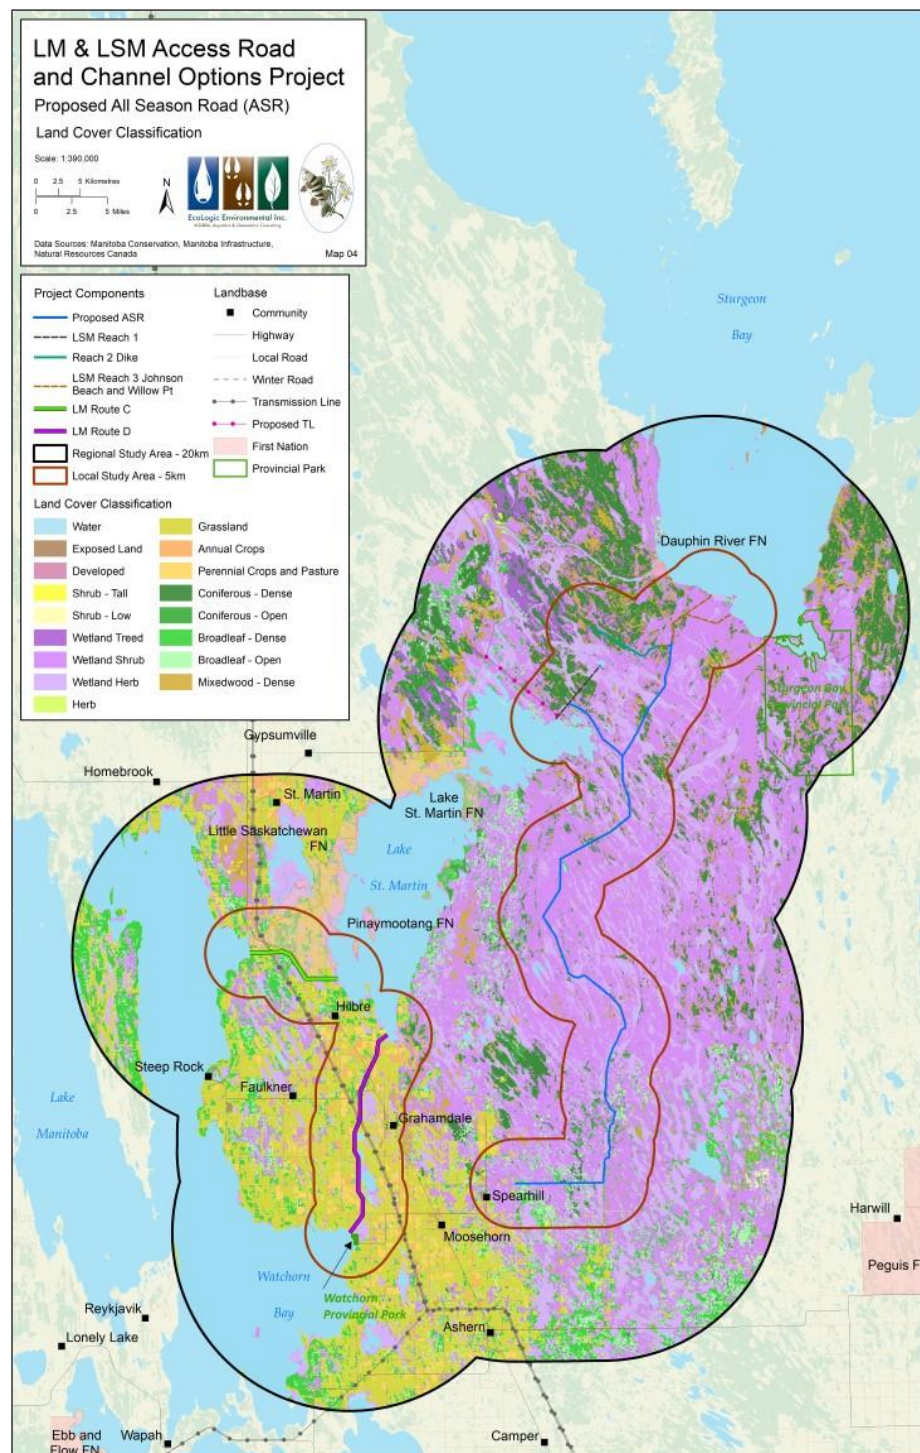 LM & LSM Access Road
and Channel Options Project
Proposed All Season Road (ASR)
Land Cover Classification
Scale: 1:390,000
0 2.5 5 Kilometres
0 2.5 5 Miles
N
EcoLogic Environmental Inc.
Data Sources: Manitoba Conservation, Manitoba Infrastructure,
Natural Resources Canada
Map 04
Project Components
Proposed ASR
LSM Reach 1
Reach 2 Dike
LSM Reach 3 Johnson
Beach and Willow Pt
LM Route C
LM Route D
Regional Study Area - 20km
Local Study Area - 5km
Landbase
Community
Highway
Local Road
Winter Road
Transmission Line
Proposed TL
First Nation
Provincial Park
Land Cover Classification
Water
Exposed Land
Developed
Shrub - Tall
Shrub - Low
Wetland Treed
Wetland Shrub
Wetland Herb
Herb
Grassland
Annual Crops
Perennial Crops and Pasture
Coniferous - Dense
Coniferous - Open
Broadleaf - Dense
Broadleaf - Open
Mixedwood - Dense
Sturgeon
Bay
Dauphin River FN
Sturgeon Bay
Provincial Park
Gypsumville
Homebrook
St. Martin
Lake
St. Martin FN
Little Saskatchewan
FN
Lake
St. Martin
Pinaymootang FN
Hilbre
Steep Rock
Faulkner
Lake
Manitoba
Grahamdale
Spearhill
Harwill
Moosehorn
Peguis F
Watchorn
Bay
Watchorn
Provincial Park
Reykjavik
Lonely Lake
Ashern
Ebb and
Flow FN
Wapah
Camper